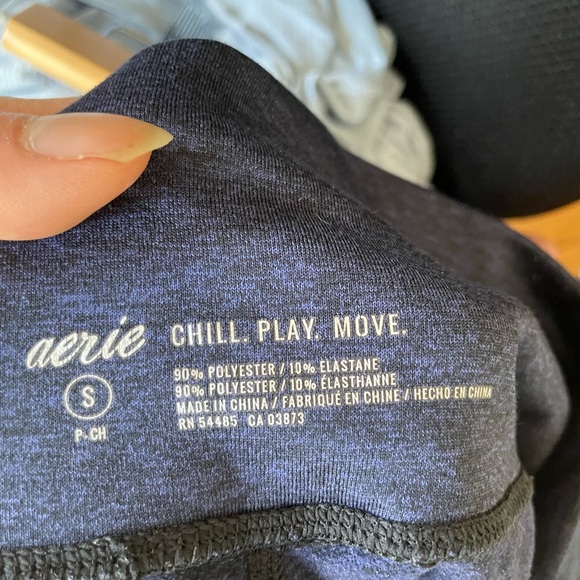 aerie CHILL. PLAY. MOVE.
S
P·CH
90% POLYESTER / 10% ELASTANE
90% POLYESTER / 10% ÉLASTHANNE
MADE IN CHINA / FABRIQUÉ EN CHINE / HECHO EN CHINA
RN 54485 CA 03873